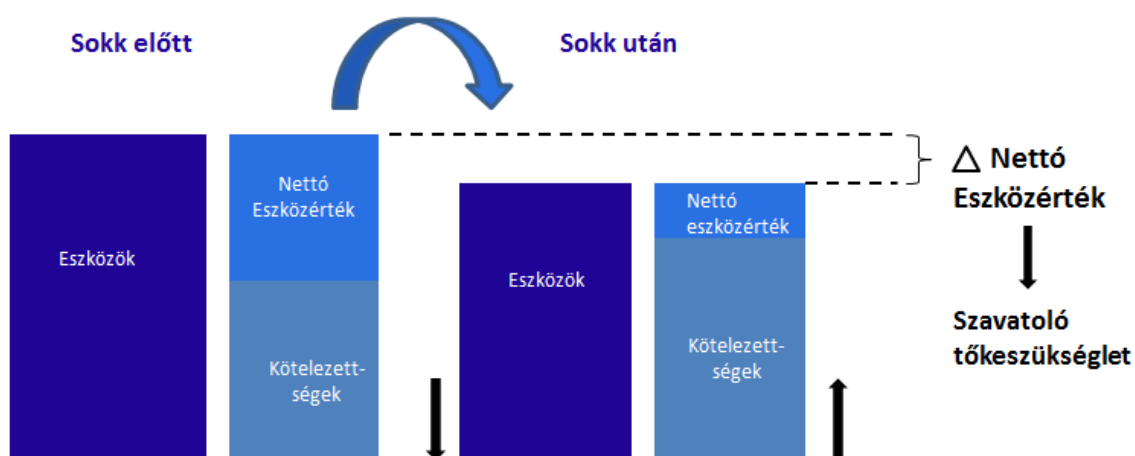 Sokk előtt
Sokk után
Nettó
Eszközérték
Eszközök
Kötelezett-
ségek
Nettó
eszközérték
Eszközök
Kötelezett-
ségek
△ Nettó
Eszközérték
Szavatoló
tőkeszükséglet